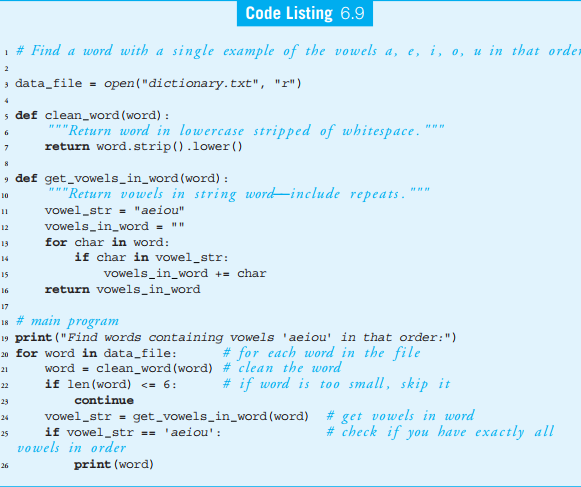 Code Listing 6.9
1 # Find a word with a single example of the vowels a, e, i, o, u in that order
2
3 data_file = open("dictionary.txt", "r")
4
5 def clean_word(word):
6     """Return word in lowercase stripped of whitespace."""
7     return word.strip().lower()
8
9 def get_vowels_in_word(word):
10     """Return vowels in string word—include repeats."""
11     vowel_str = "aeiou"
12     vowels_in_word = ""
13     for char in word:
14         if char in vowel_str:
15             vowels_in_word += char
16     return vowels_in_word
17
18 # main program
19 print("Find words containing vowels 'aeiou' in that order:")
20 for word in data_file:      # for each word in the file
21     word = clean_word(word) # clean the word
22     if len(word) <= 6:      # if word is too small, skip it
23         continue
24     vowel_str = get_vowels_in_word(word)  # get vowels in word
25     if vowel_str == 'aeiou':              # check if you have exactly all
vowels in order
26         print(word)